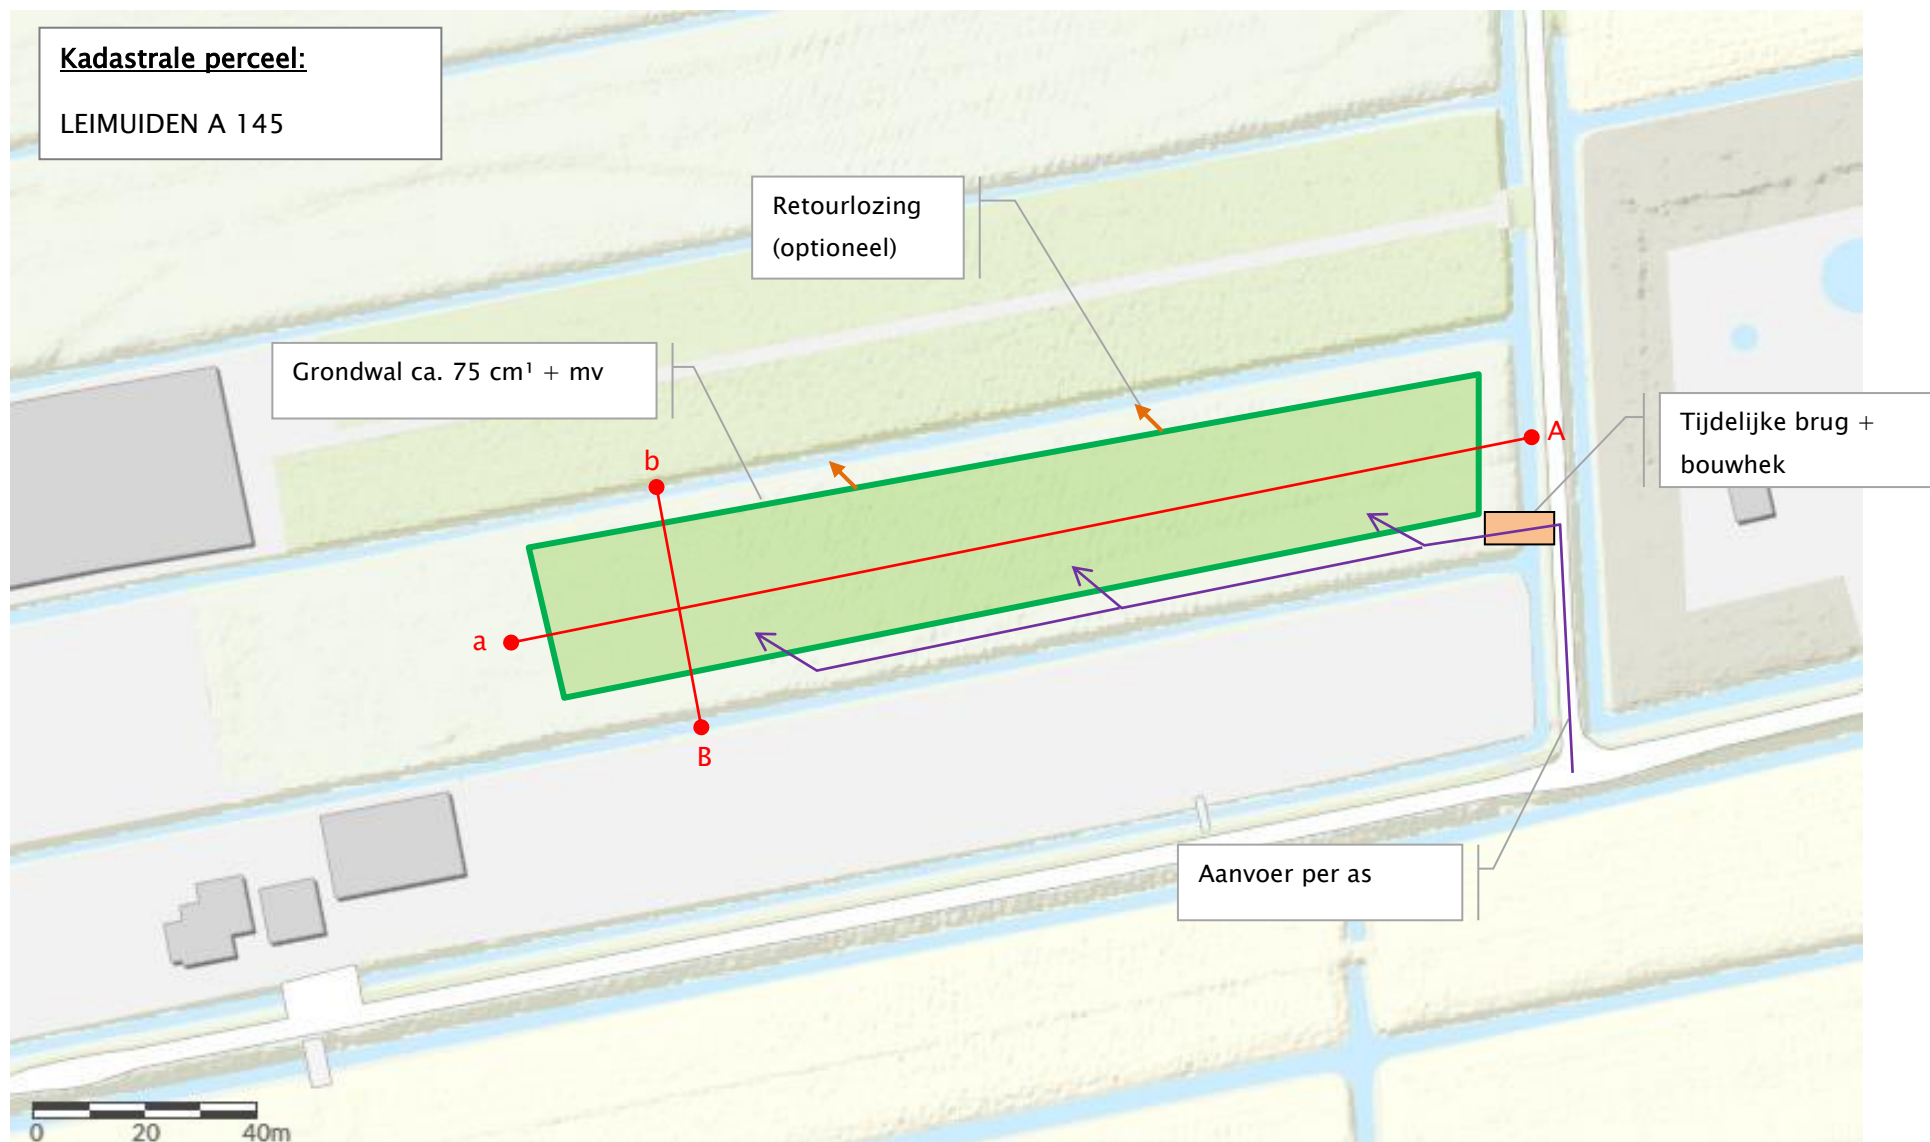 Kadastrale perceel:
LEIMUIDEN A 145
Retourlozing
(optioneel)
Grondwal ca. 75 cm¹ + mv
Tijdelijke brug +
bouwhek
A
b
a
B
Aanvoer per as
0 20 40m